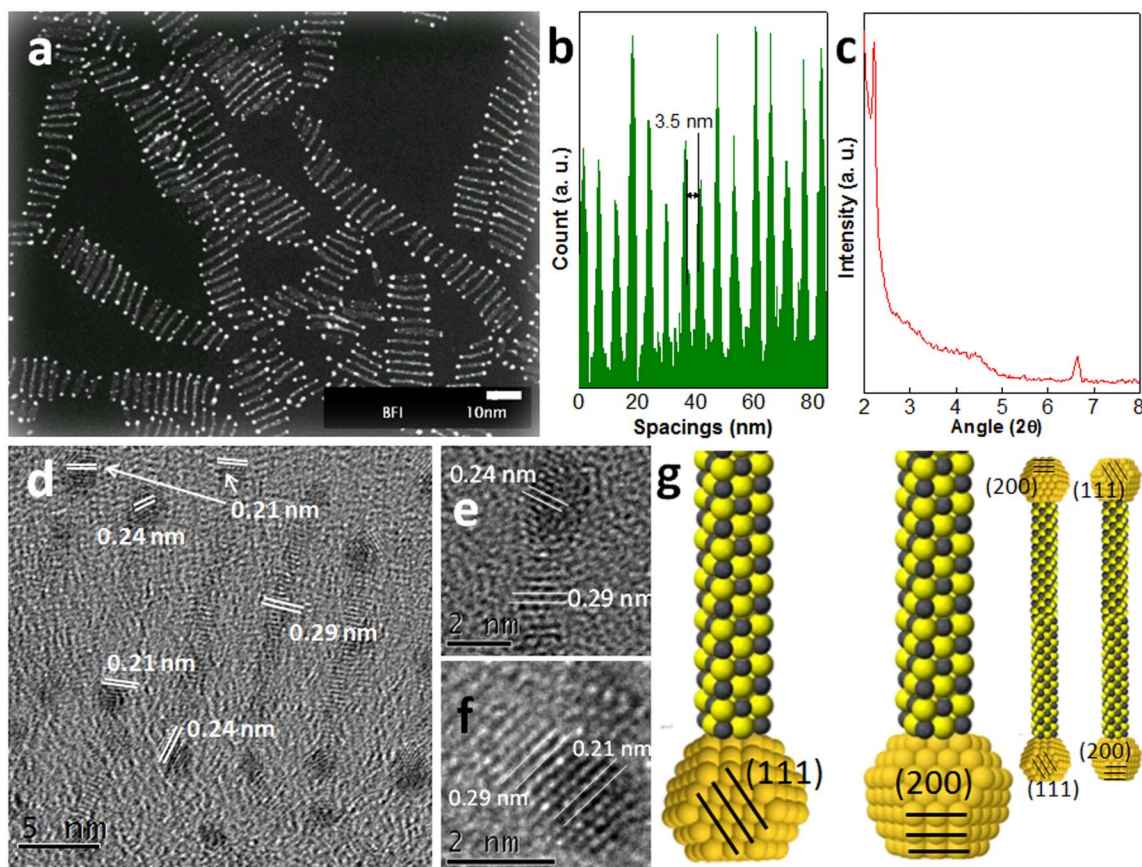 a
BFI
10nm
b
3.5 nm
Count (a. u.)
0 20 40 60 80
Spacings (nm)
c
Intensity (a. u.)
2 3 4 5 6 7 8
Angle (2θ)
d
0.21 nm
0.24 nm
0.29 nm
0.21 nm
0.24 nm
5 nm
e
0.24 nm
0.29 nm
2 nm
f
0.21 nm
0.29 nm
2 nm
g
(111)
(200)
(200)
(111)
(111)
(200)